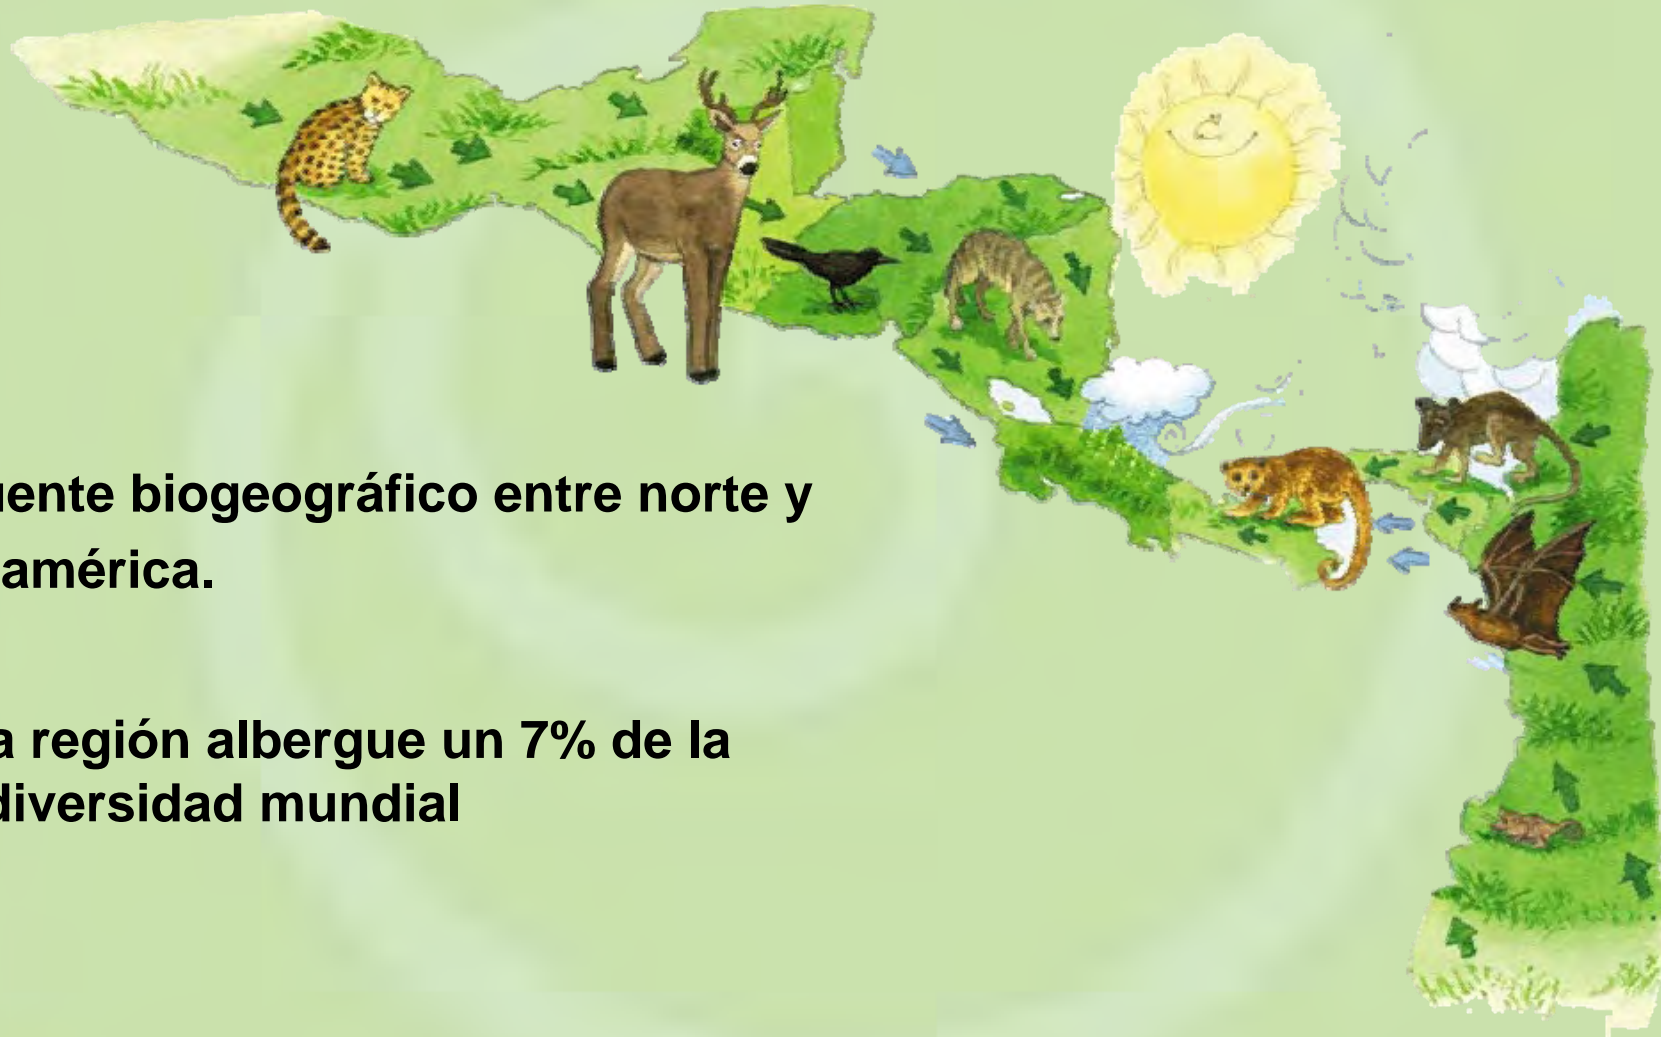 uente biogeográfico entre norte y
américa.
a región albergue un 7% de la
diversidad mundial